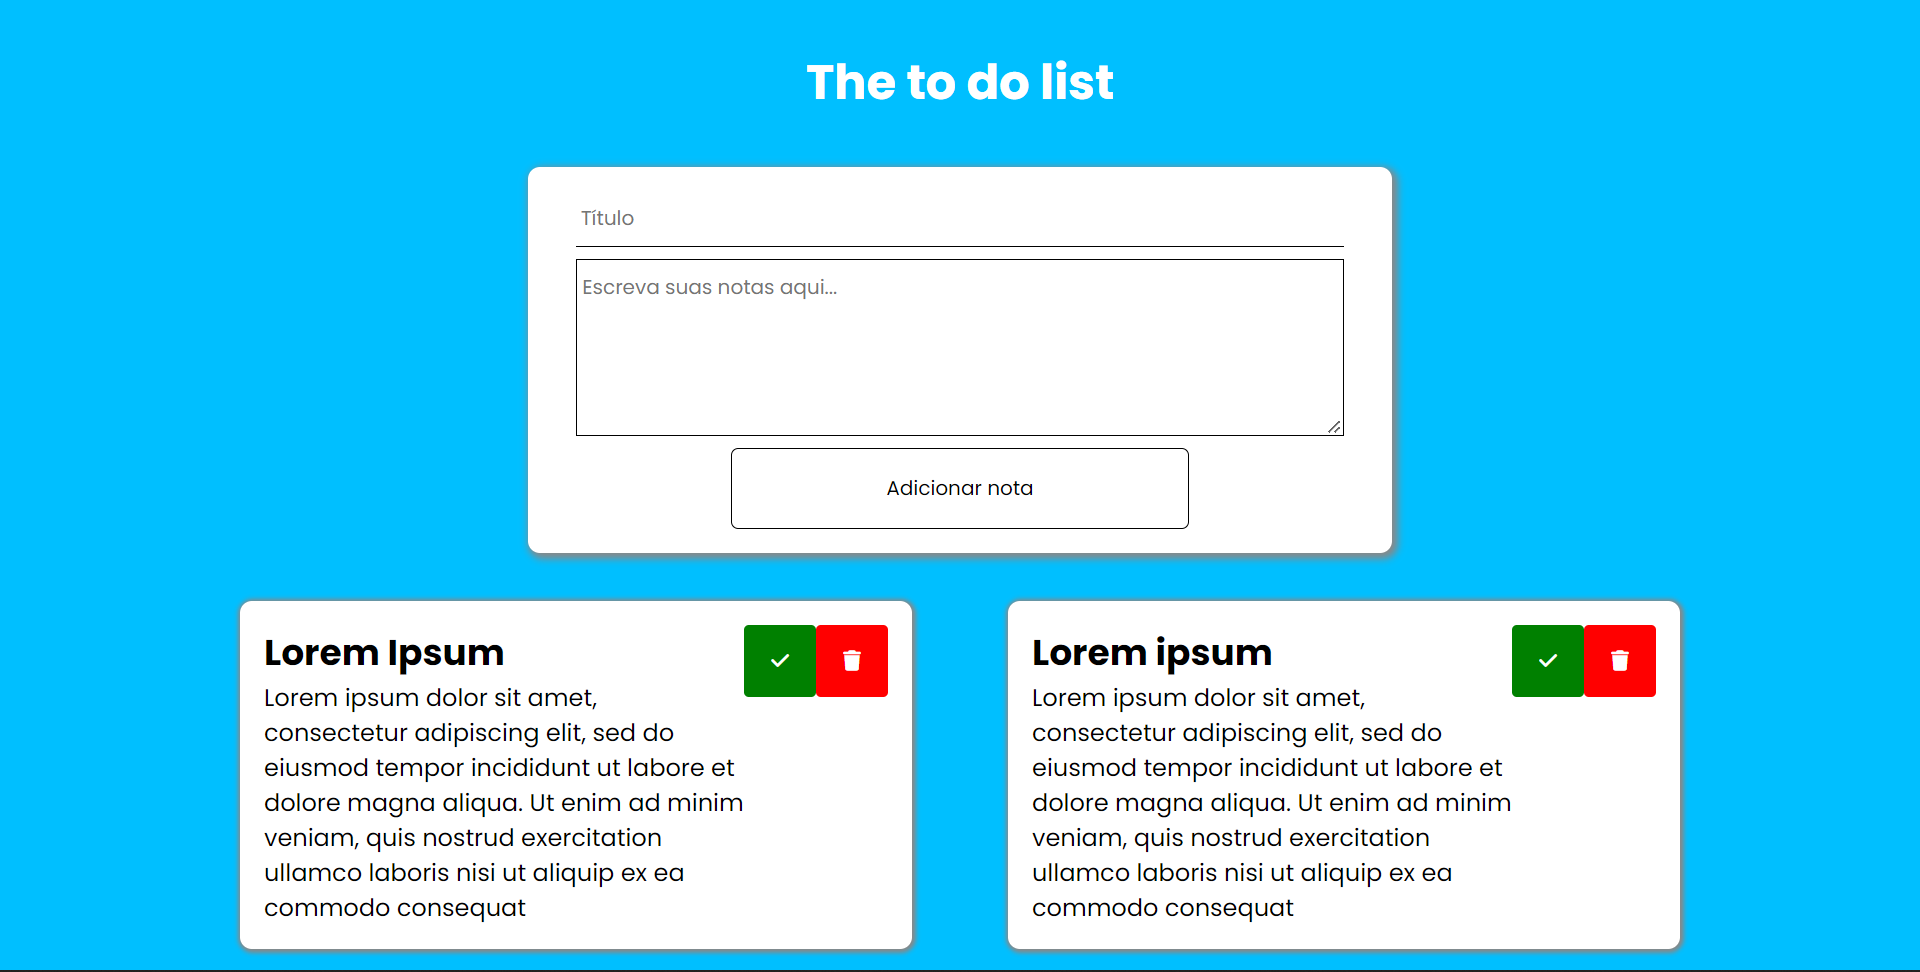 The to do list
Título
Escreva suas notas aqui...
Adicionar nota
Lorem Ipsum
Lorem ipsum dolor sit amet,
consectetur adipiscing elit, sed do
eiusmod tempor incididunt ut labore et
dolore magna aliqua. Ut enim ad minim
veniam, quis nostrud exercitation
ullamco laboris nisi ut aliquip ex ea
commodo consequat
Lorem ipsum
Lorem ipsum dolor sit amet,
consectetur adipiscing elit, sed do
eiusmod tempor incididunt ut labore et
dolore magna aliqua. Ut enim ad minim
veniam, quis nostrud exercitation
ullamco laboris nisi ut aliquip ex ea
commodo consequat